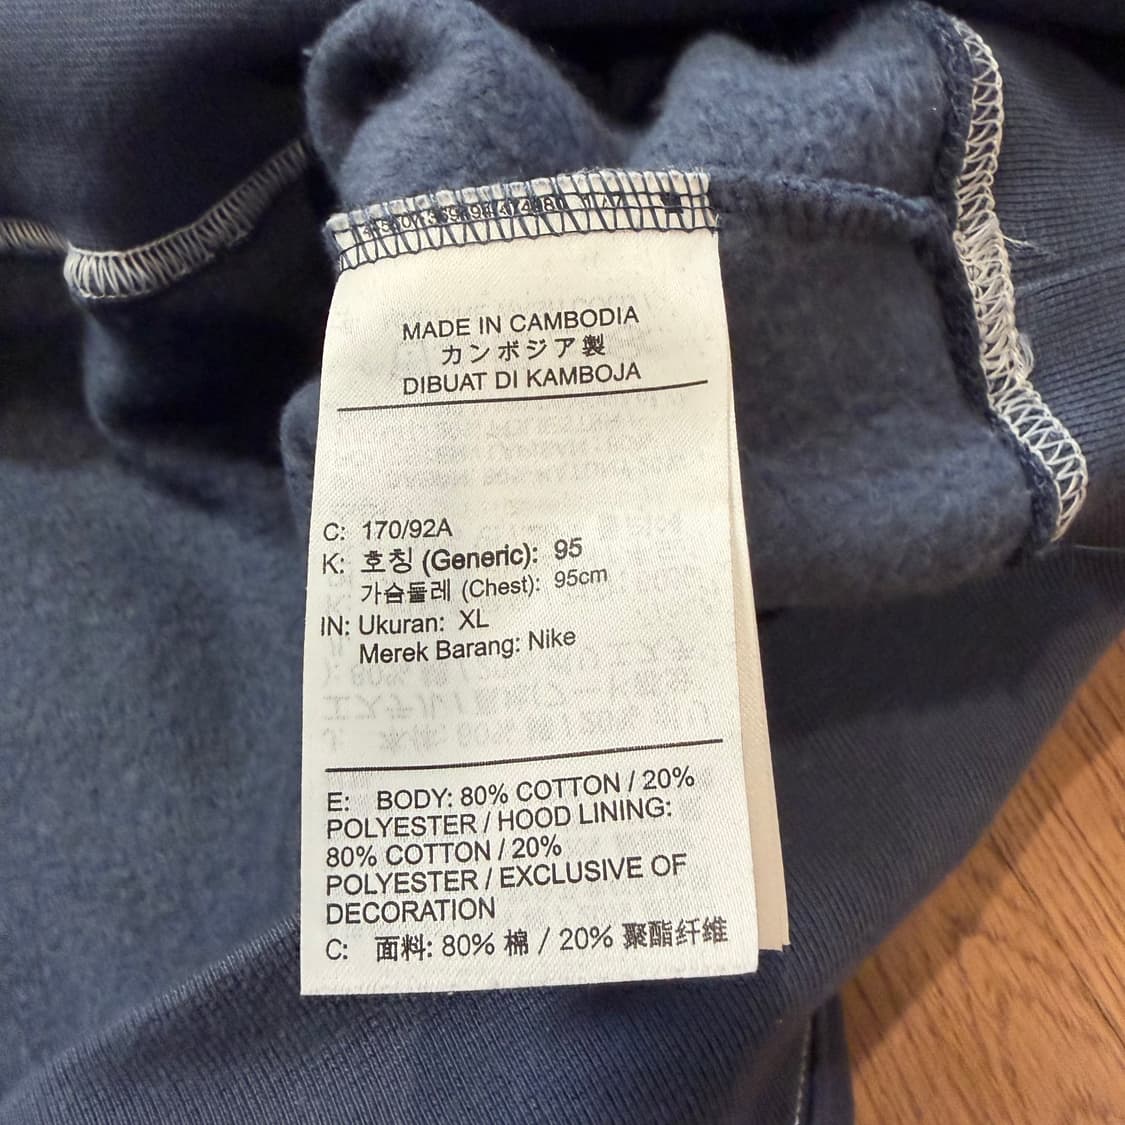 MADE IN CAMBODIA
カンボジア製
DIBUAT DI KAMBOJA
C: 170/92A
K: 호칭 (Generic): 95
가슴둘레 (Chest): 95cm
IN: Ukuran: XL
Merek Barang: Nike
E: BODY: 80% COTTON / 20%
POLYESTER / HOOD LINING:
80% COTTON / 20%
POLYESTER / EXCLUSIVE OF
DECORATION
C: 面料: 80% 棉 / 20% 聚酯纤维